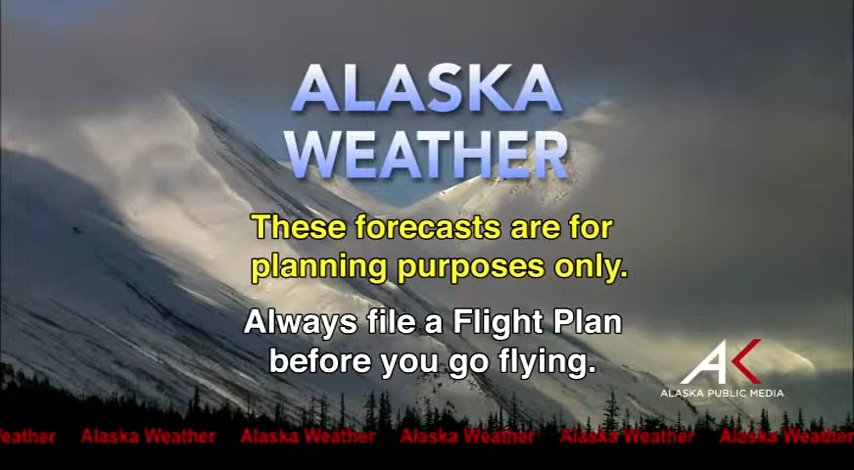 ALASKA
WEATHER
These forecasts are for
planning purposes only.
Always file a Flight Plan
before you go flying.
AK
ALASKA PUBLIC MEDIA
Weather Alaska Weather Alaska Weather Alaska Weather Alaska Weather Alaska Weather